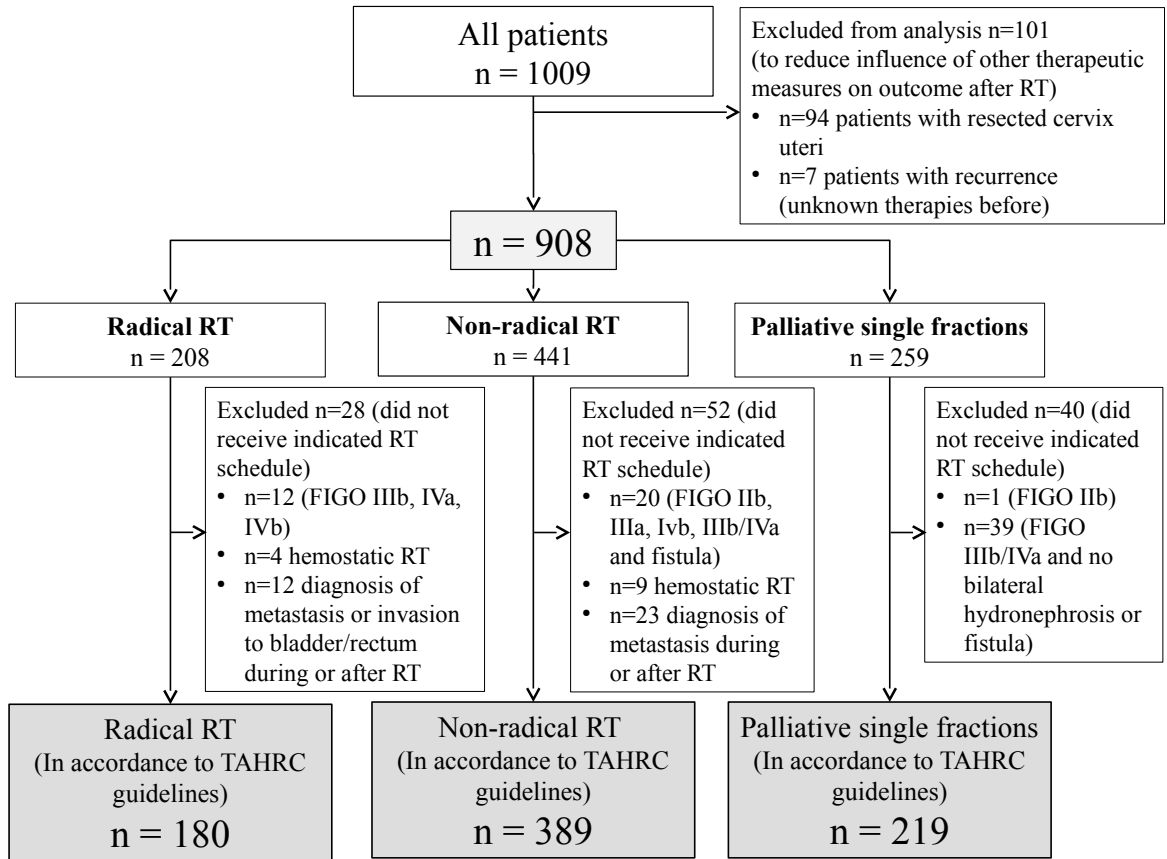 All patients
n = 1009
Excluded from analysis n=101
(to reduce influence of other therapeutic
measures on outcome after RT)
• n=94 patients with resected cervix
uteri
• n=7 patients with recurrence
(unknown therapies before)
n = 908
Radical RT
n = 208
Non-radical RT
n = 441
Palliative single fractions
n = 259
Excluded n=28 (did not
receive indicated RT
schedule)
• n=12 (FIGO IIIb, IVa,
IVb)
• n=4 hemostatic RT
• n=12 diagnosis of
metastasis or invasion
to bladder/rectum
during or after RT
Excluded n=52 (did
not receive indicated
RT schedule)
• n=20 (FIGO IIb,
IIIa, Ivb, IIIb/IVa
and fistula)
• n=9 hemostatic RT
• n=23 diagnosis of
metastasis during
or after RT
Excluded n=40 (did
not receive indicated
RT schedule)
• n=1 (FIGO IIb)
• n=39 (FIGO
IIIb/IVa and no
bilateral
hydronephrosis or
fistula)
Radical RT
(In accordance to TAHRC
guidelines)
n = 180
Non-radical RT
(In accordance to TAHRC
guidelines)
n = 389
Palliative single fractions
(In accordance to TAHRC
guidelines)
n = 219